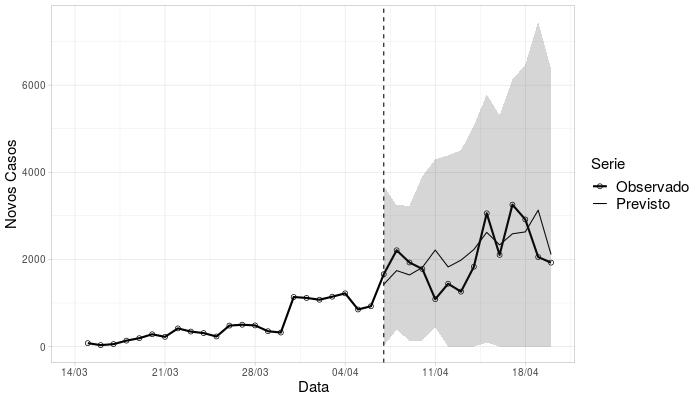 Novos Casos
6000
4000
2000
0
14/03
21/03
28/03
04/04
11/04
18/04
Data
Serie
Observado
Previsto